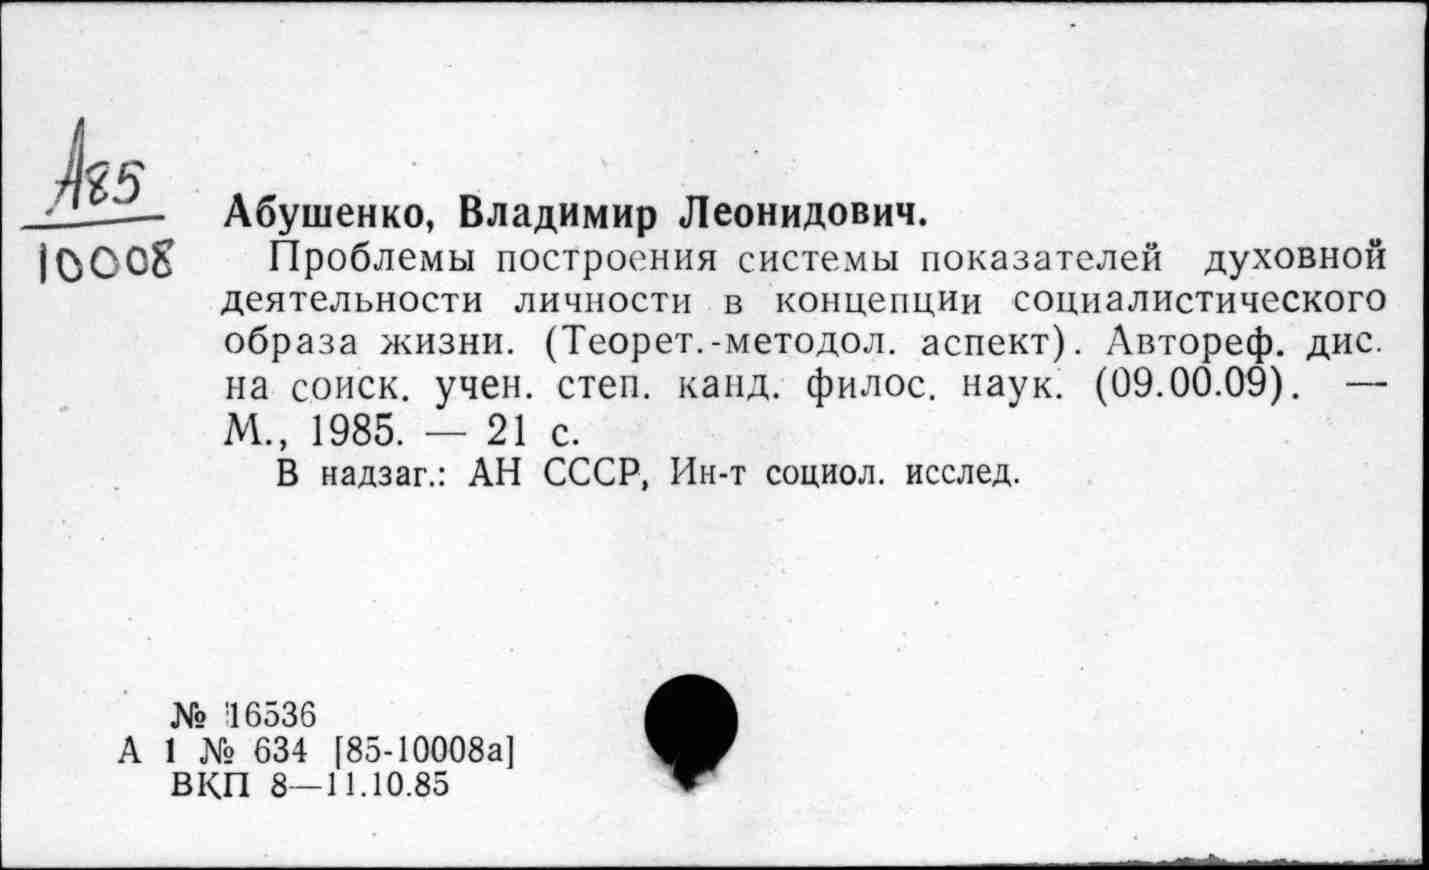 А85
10008
Абушенко, Владимир Леонидович.
Проблемы построения системы показателей духовной
деятельности личности в концепции социалистического
образа жизни. (Теорет.-методол. аспект). Автореф. дис.
на соиск. учен. степ. канд. филос. наук. (09.00.09). —
М., 1985. — 21 с.
В надзаг.: АН СССР, Ин-т социол. исслед.
№ 16536
А 1 № 634 [85-10008а]
ВКП 8—11.10.85